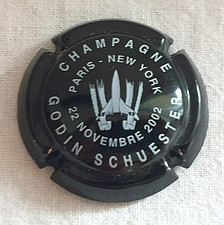 CHAMPAGNE
PARIS - NEW YORK
22 NOVEMBRE 2002
GODIN SCHUESTER